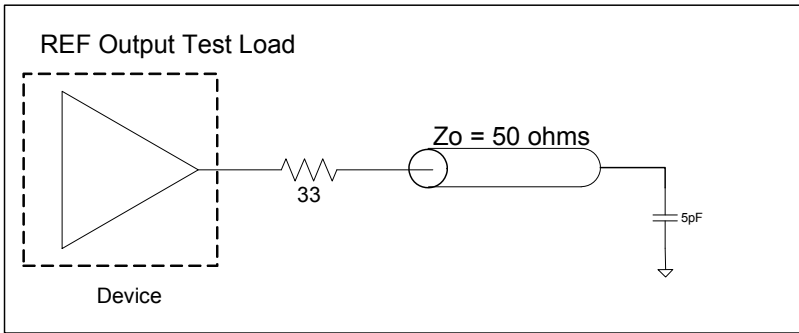 REF Output Test Load
Zo = 50 ohms
33
5pF
Device